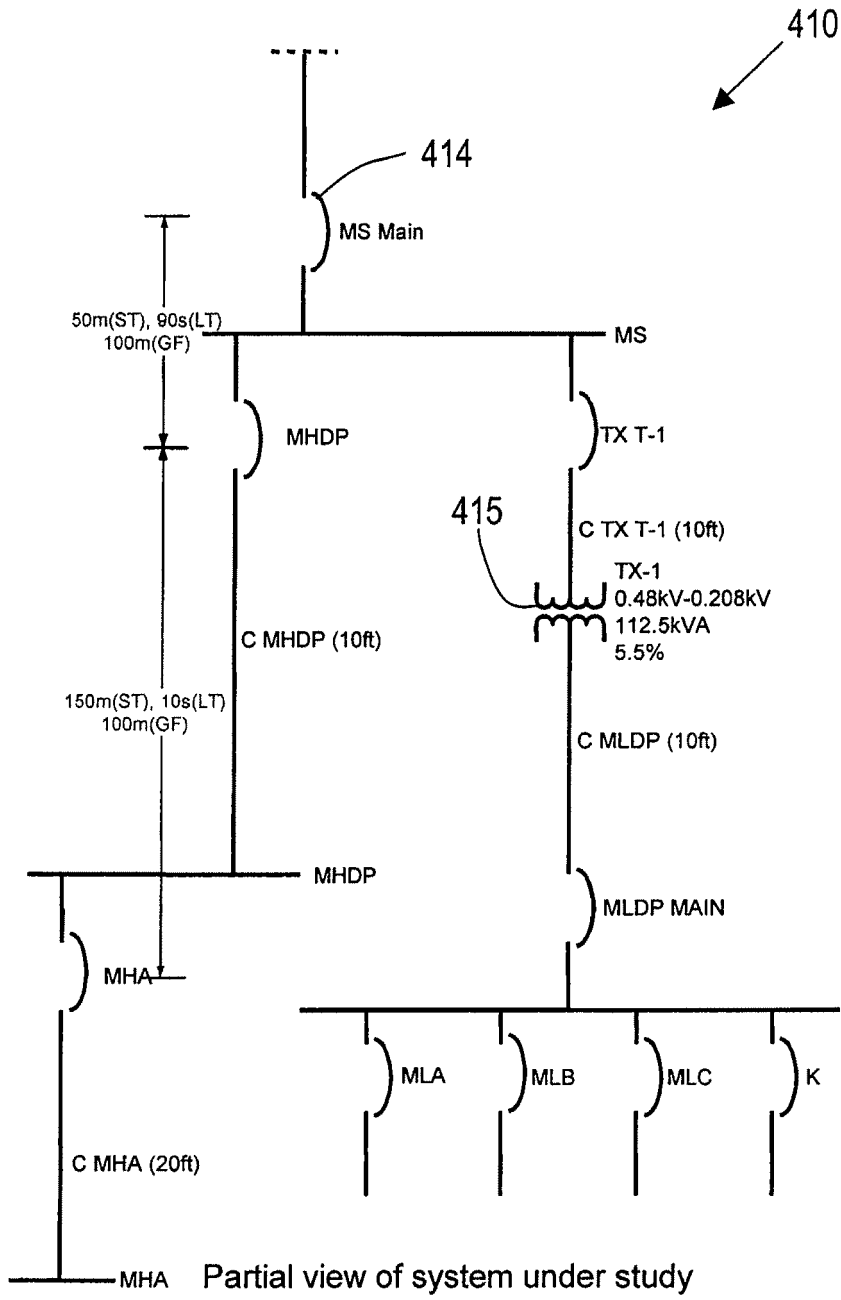 410
414
MS Main
50m(ST), 90s(LT)
100m(GF)
MS
MHDP
TX T-1
415
C TX T-1 (10ft)
TX-1
0.48kV-0.208kV
112.5kVA
5.5%
C MHDP (10ft)
150m(ST), 10s(LT)
100m(GF)
C MLDP (10ft)
MHDP
MLDP MAIN
MHA
MLA
MLB
MLC
K
C MHA (20ft)
MHA
Partial view of system under study